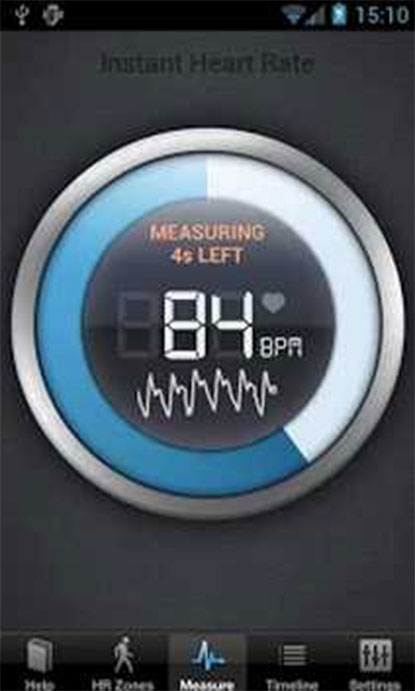 15:10
Instant Heart Rate
MEASURING
4s LEFT
84
BPM
Help
HR Zones
Measure
Timeline
Settings